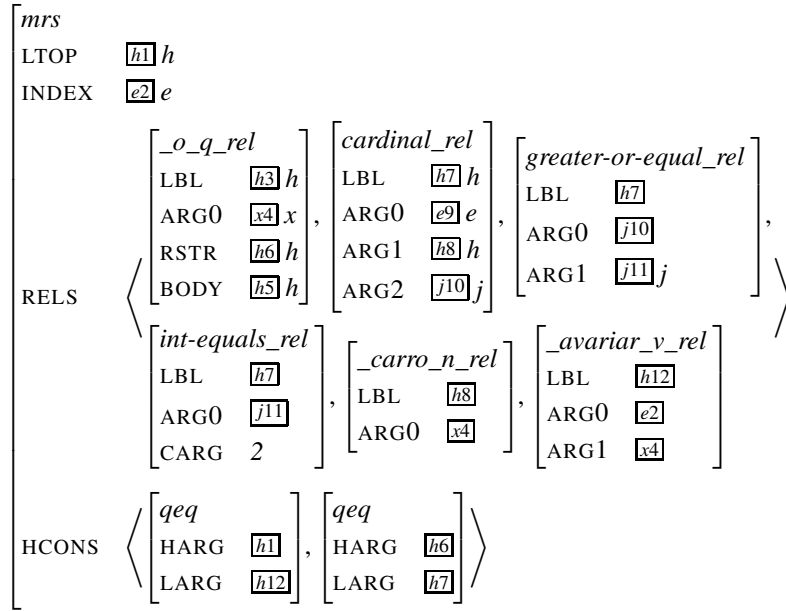 mrs
LTOP h1 h
INDEX e2 e
RELS
_o_q_rel
LBL h3 h
ARG0 x4 x
RSTR h6 h
BODY h5 h
,
cardinal_rel
LBL h7 h
ARG0 e9 e
ARG1 h8 h
ARG2 j10 j
,
greater-or-equal_rel
LBL h7
ARG0 j10
ARG1 j11 j
,
int-equals_rel
LBL h7
ARG0 j11
CARG 2
,
_carro_n_rel
LBL h8
ARG0 x4
,
_avariar_v_rel
LBL h12
ARG0 e2
ARG1 x4
HCONS
qeq
HARG h1
LARG h12
,
qeq
HARG h6
LARG h7